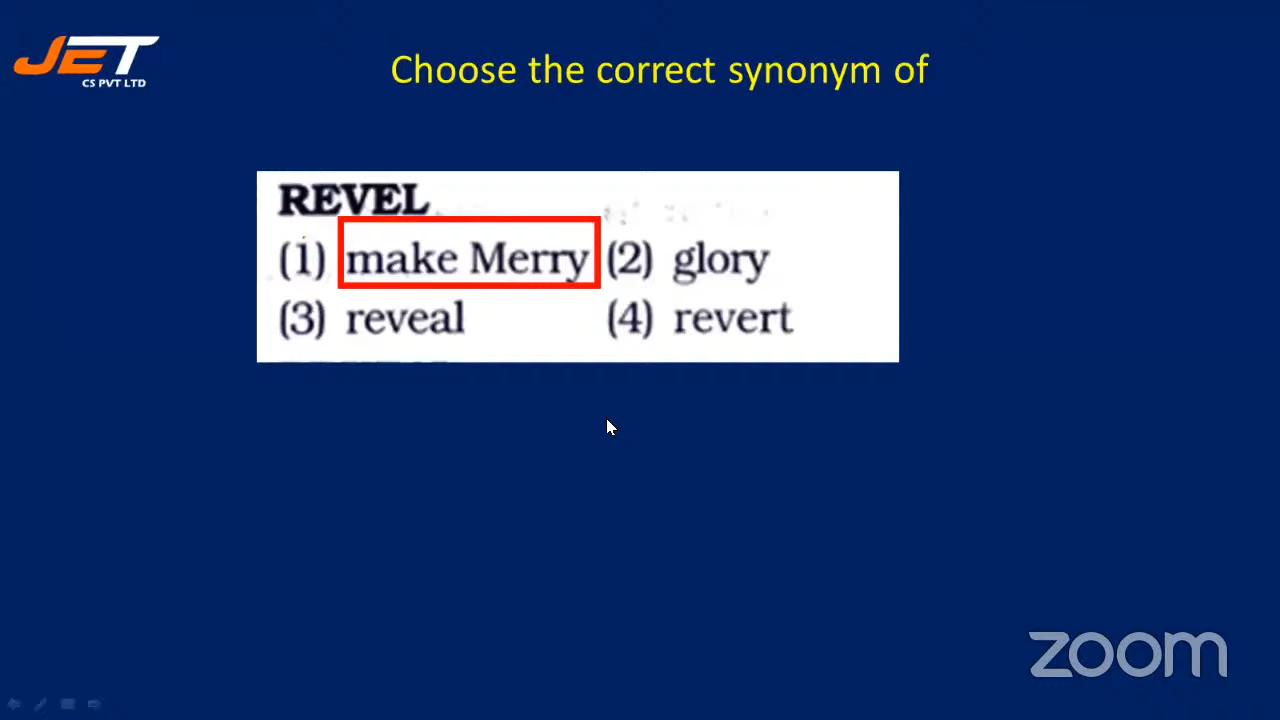 JET
CS PVT LTD
Choose the correct synonym of
REVEL
(1) make Merry (2) glory
(3) reveal (4) revert
zoom